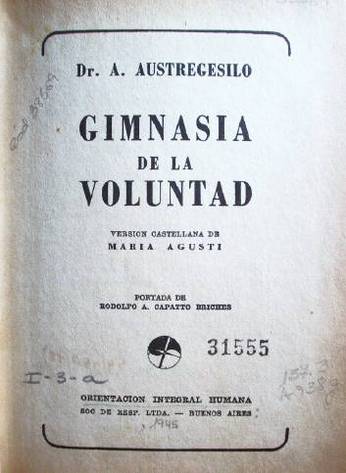 Dr. A. AUSTREGESILO
GIMNASIA
DE LA
VOLUNTAD
VERSION CASTELLANA DE
MARIA AGUSTI
PORTADA DE
RODOLFO A. CAPATTO BRICHES
31555
I-3-a
ORIENTACION INTEGRAL HUMANA
SOC DE RESP. LTDA. — BUENOS AIRES
1945